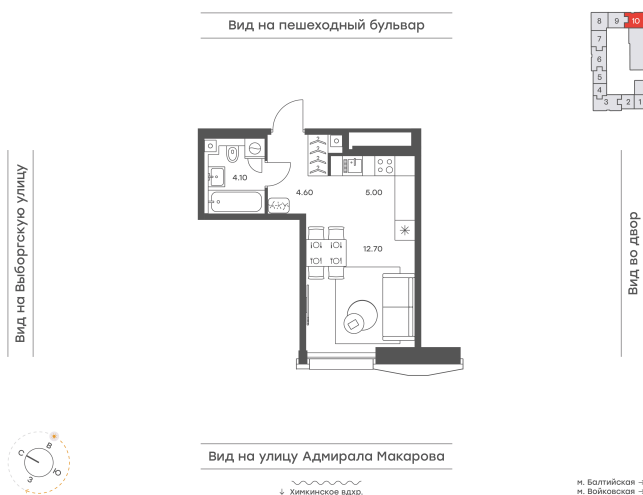 Вид на пешеходный бульвар
8 9 10
7
6
5
4
3 2 1
Вид на Выборгскую улицу
Вид во двор
4.10
4.60
5.00
12.70
Вид на улицу Адмирала Макарова
С В Ю З
↓ Химкинское вдхр.
м. Балтийская
м. Войковская